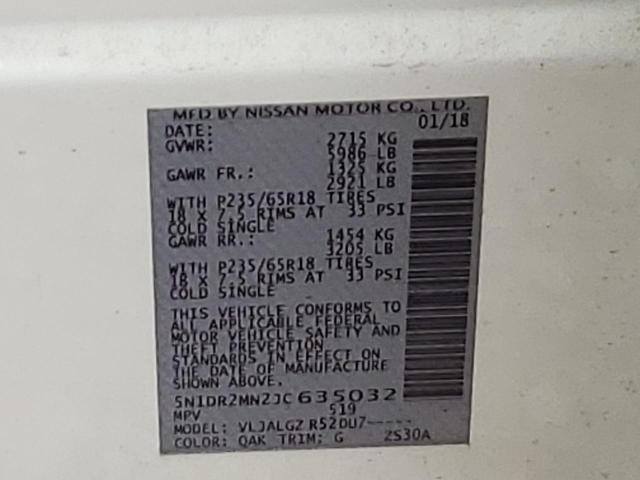 MFD BY NISSAN MOTOR CO., LTD.
DATE: 01/18
GVWR: 2715 KG
5986 LB
GAWR FR.: 1325 KG
2921 LB
WITH P235/65R18 TIRES
18 X 7.5 RIMS AT 33 PSI
COLD SINGLE
GAWR RR.: 1454 KG
3205 LB
WITH P235/65R18 TIRES
18 X 7.5 RIMS AT 33 PSI
COLD SINGLE
THIS VEHICLE CONFORMS TO
ALL APPLICABLE FEDERAL
MOTOR VEHICLE SAFETY AND
THEFT PREVENTION
STANDARDS IN EFFECT ON
THE DATE OF MANUFACTURE
5N1DR2MN2JC635032
MPV 519
MODEL: VLJALGZ R52DU7-----
COLOR: QAK TRIM: G 2S30A